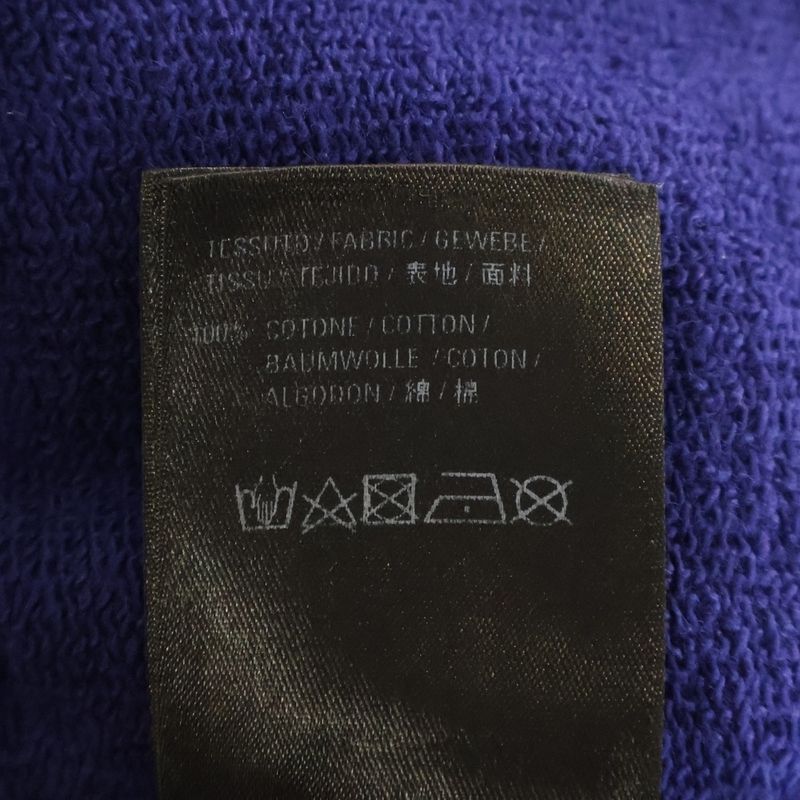 TESSUTO / FABRIC / GEWEBE /
TISSU / TEJIDO / 表地 / 面料
100% COTONE / COTTON /
BAUMWOLLE / COTON /
ALGODON / 綿 / 棉